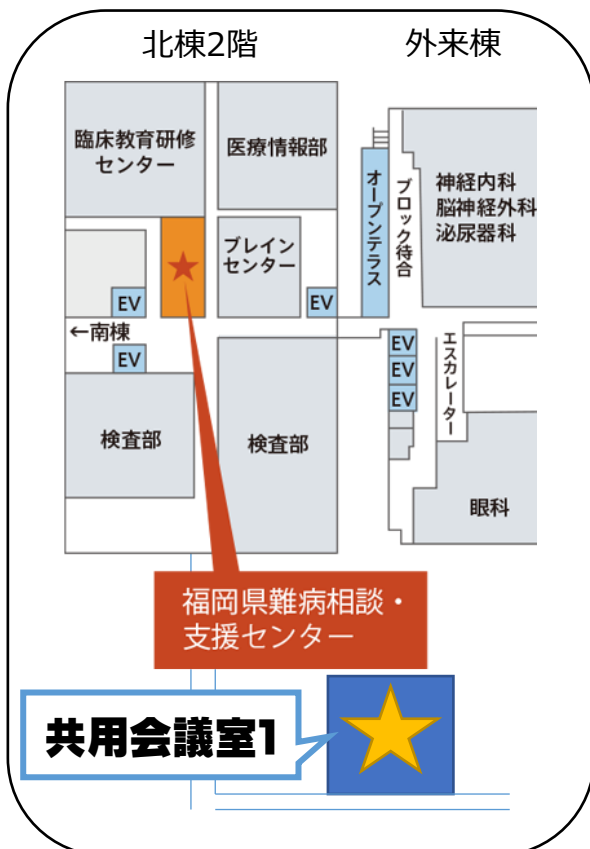 北棟2階
外来棟
臨床教育研修
センター
医療情報部
オープンテラス
ブロック待合
神経内科
脳神経外科
泌尿器科
ブレイン
センター
EV
EV
←南棟
EV
EV
EV
EV
エスカレーター
検査部
検査部
眼科
福岡県難病相談・
支援センター
共用会議室1